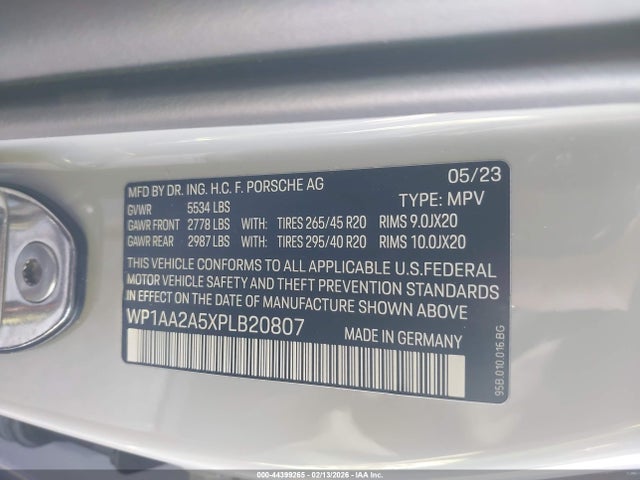 MFD BY DR. ING. H.C. F. PORSCHE AG 05/23
GVWR 5534 LBS TYPE: MPV
GAWR FRONT 2778 LBS WITH: TIRES 265/45 R20 RIMS 9.0JX20
GAWR REAR 2987 LBS WITH: TIRES 295/40 R20 RIMS 10.0JX20
THIS VEHICLE CONFORMS TO ALL APPLICABLE U.S.FEDERAL
MOTOR VEHICLE SAFETY AND THEFT PREVENTION STANDARDS
IN EFFECT ON THE DATE OF MANUFACTURE SHOWN ABOVE
WP1AA2A5XPLB20807 MADE IN GERMANY
95B.010.016.BG
000-44399265 - 02/13/2026 - IAAI Inc.